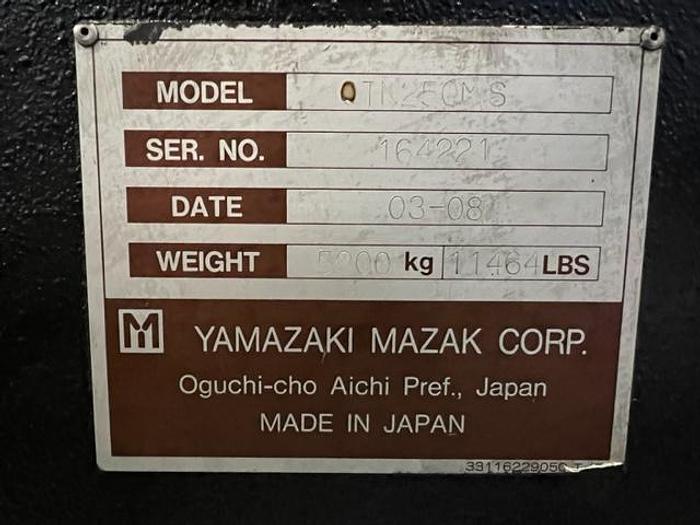 MODEL QTN250MS
SER. NO. 164221
DATE 03-08
WEIGHT 5200 kg 11464 LBS
YAMAZAKI MAZAK CORP.
Oguchi-cho Aichi Pref., Japan
MADE IN JAPAN